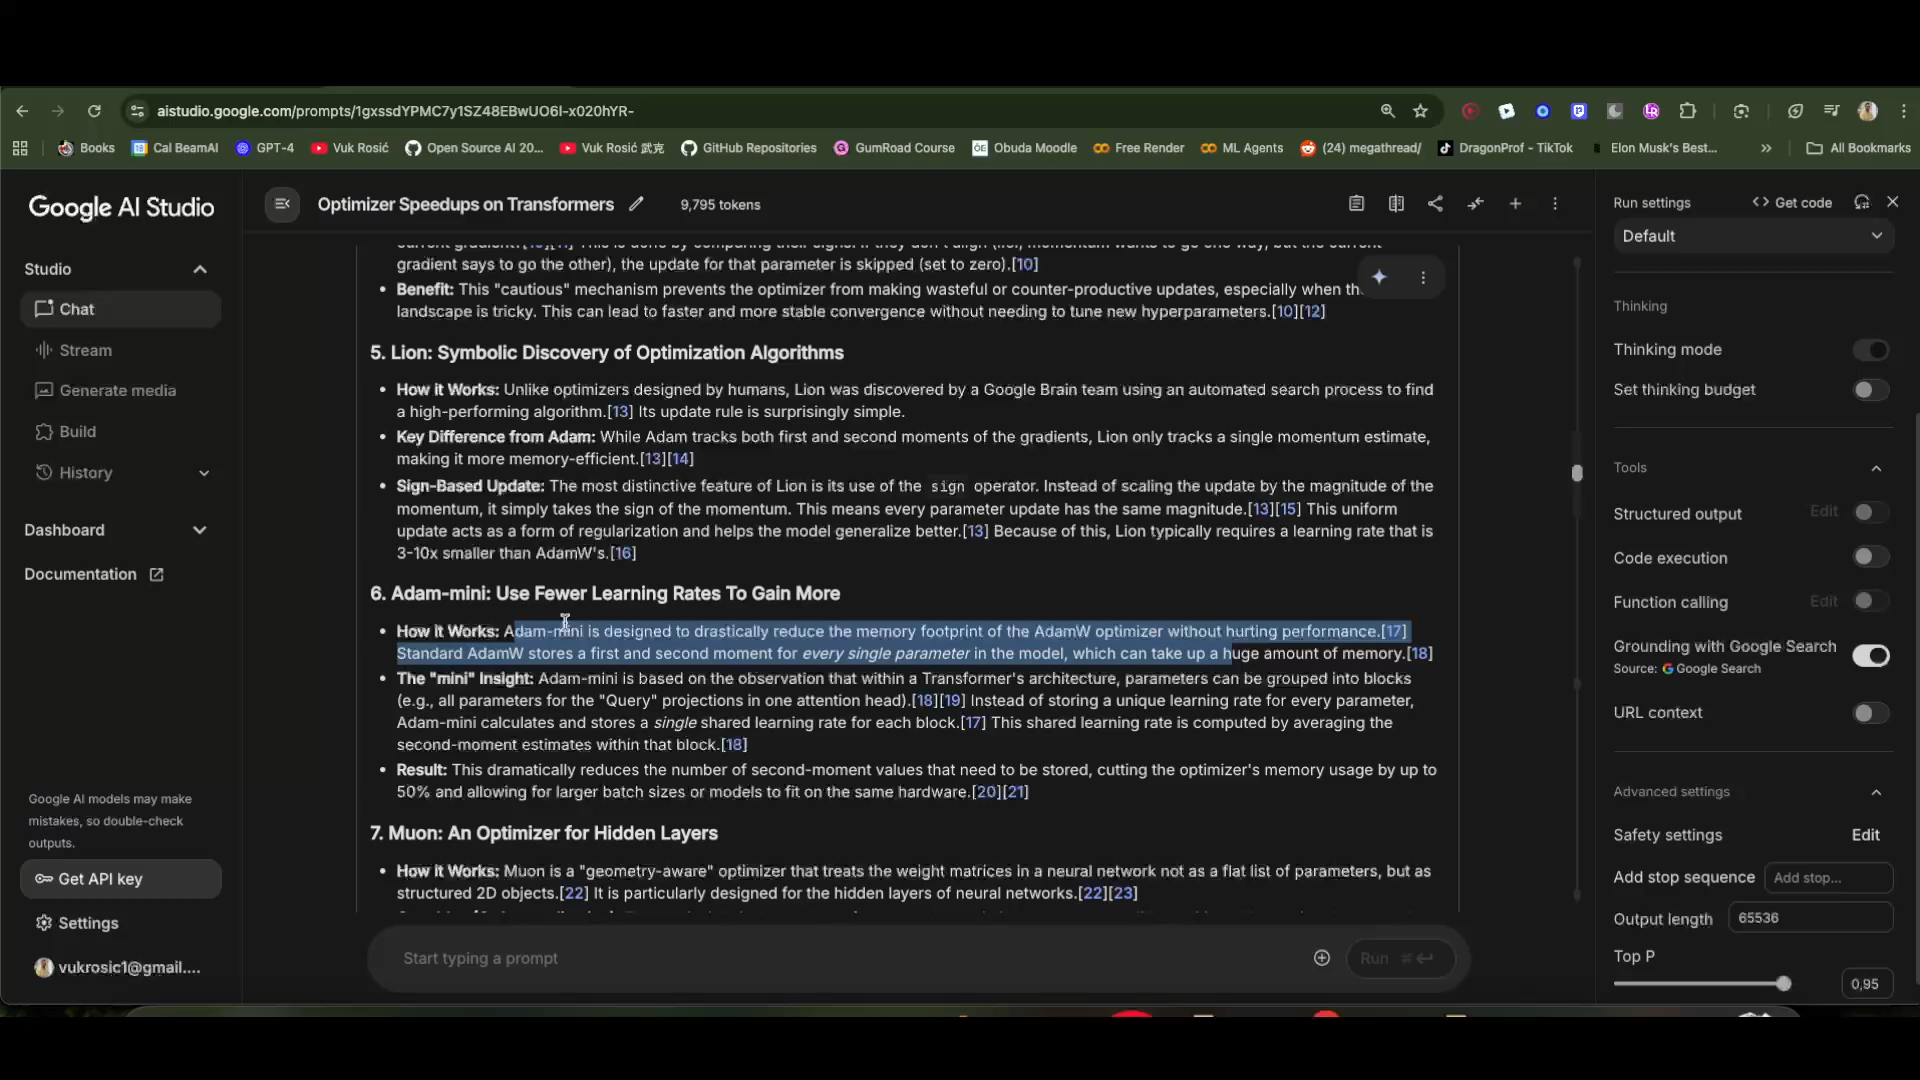 aistudio.google.com/prompts/1gxssdYPMC7y1SZ48EBwUO6I-x020hYR-
Books
Cal BeamAI
GPT-4
Vuk Rosić
Open Source AI 20...
Vuk Rosić 武克
GitHub Repositories
GumRoad Course
Obuda Moodle
Free Render
ML Agents
(24) megathread/
DragonProf - TikTok
Elon Musk's Best...
All Bookmarks
Google AI Studio
Studio
Chat
Stream
Generate media
Build
History
Dashboard
Documentation
Google AI models may make
mistakes, so double-check
outputs.
Get API key
Settings
vukrosic1@gmail....
Optimizer Speedups on Transformers
9,795 tokens
gradient says to go the other), the update for that parameter is skipped (set to zero).[10]
• Benefit: This "cautious" mechanism prevents the optimizer from making wasteful or counter-productive updates, especially when th
landscape is tricky. This can lead to faster and more stable convergence without needing to tune new hyperparameters.[10][12]
5. Lion: Symbolic Discovery of Optimization Algorithms
• How it Works: Unlike optimizers designed by humans, Lion was discovered by a Google Brain team using an automated search process to find
a high-performing algorithm.[13] Its update rule is surprisingly simple.
• Key Difference from Adam: While Adam tracks both first and second moments of the gradients, Lion only tracks a single momentum estimate,
making it more memory-efficient.[13][14]
• Sign-Based Update: The most distinctive feature of Lion is its use of the sign operator. Instead of scaling the update by the magnitude of the
momentum, it simply takes the sign of the momentum. This means every parameter update has the same magnitude.[13][15] This uniform
update acts as a form of regularization and helps the model generalize better.[13] Because of this, Lion typically requires a learning rate that is
3-10x smaller than AdamW's.[16]
6. Adam-mini: Use Fewer Learning Rates To Gain More
• How it Works: Adam-mini is designed to drastically reduce the memory footprint of the AdamW optimizer without hurting performance.[17]
Standard AdamW stores a first and second moment for every single parameter in the model, which can take up a huge amount of memory.[18]
• The "mini" Insight: Adam-mini is based on the observation that within a Transformer's architecture, parameters can be grouped into blocks
(e.g., all parameters for the "Query" projections in one attention head).[18][19] Instead of storing a unique learning rate for every parameter,
Adam-mini calculates and stores a single shared learning rate for each block.[17] This shared learning rate is computed by averaging the
second-moment estimates within that block.[18]
• Result: This dramatically reduces the number of second-moment values that need to be stored, cutting the optimizer's memory usage by up to
50% and allowing for larger batch sizes or models to fit on the same hardware.[20][21]
7. Muon: An Optimizer for Hidden Layers
• How it Works: Muon is a "geometry-aware" optimizer that treats the weight matrices in a neural network not as a flat list of parameters, but as
structured 2D objects.[22] It is particularly designed for the hidden layers of neural networks.[22][23]
Start typing a prompt
Run
Run settings
Get code
Default
Thinking
Thinking mode
Set thinking budget
Tools
Structured output
Edit
Code execution
Function calling
Edit
Grounding with Google Search
Source: Google Search
URL context
Advanced settings
Safety settings
Edit
Add stop sequence
Add stop...
Output length
65536
Top P
0,95